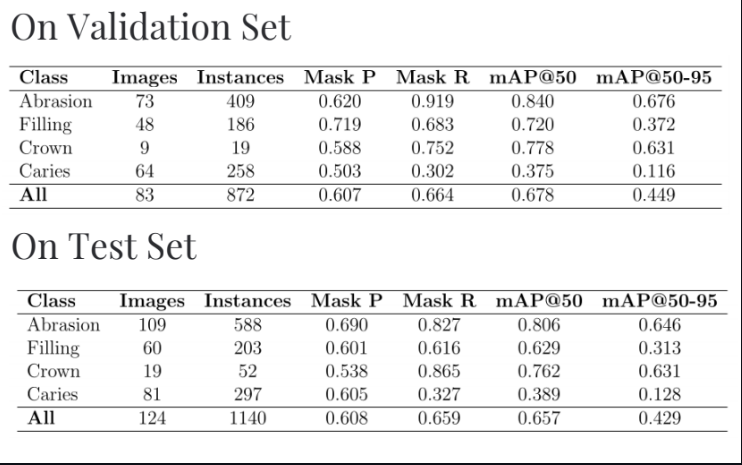 On Validation Set
Class Images Instances Mask P Mask R mAP@50 mAP@50-95
Abrasion 73 409 0.620 0.919 0.840 0.676
Filling 48 186 0.719 0.683 0.720 0.372
Crown 9 19 0.588 0.752 0.778 0.631
Caries 64 258 0.503 0.302 0.375 0.116
All 83 872 0.607 0.664 0.678 0.449
On Test Set
Class Images Instances Mask P Mask R mAP@50 mAP@50-95
Abrasion 109 588 0.690 0.827 0.806 0.646
Filling 60 203 0.601 0.616 0.629 0.313
Crown 19 52 0.538 0.865 0.762 0.631
Caries 81 297 0.605 0.327 0.389 0.128
All 124 1140 0.608 0.659 0.657 0.429